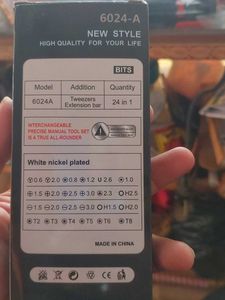 6024-A
NEW STYLE
HIGH QUALITY FOR YOUR LIFE
BITS
Model Addition Quantity
6024A Tweezers Extension bar 24 in 1
INTERCHANGEABLE
PRECISE MANUAL TOOL SET
IS A TRUE ALL-ROUNDER
White nickel plated
0.6 2.0 0.8 1.2 2.6 1.0
1.5 2.0 2.5 3.0 2.3 H2.5
1.5 2.0 2.5 3.0 H1.5 H2.0
T2 T3 T4 T5 T6 T8
MADE IN CHINA